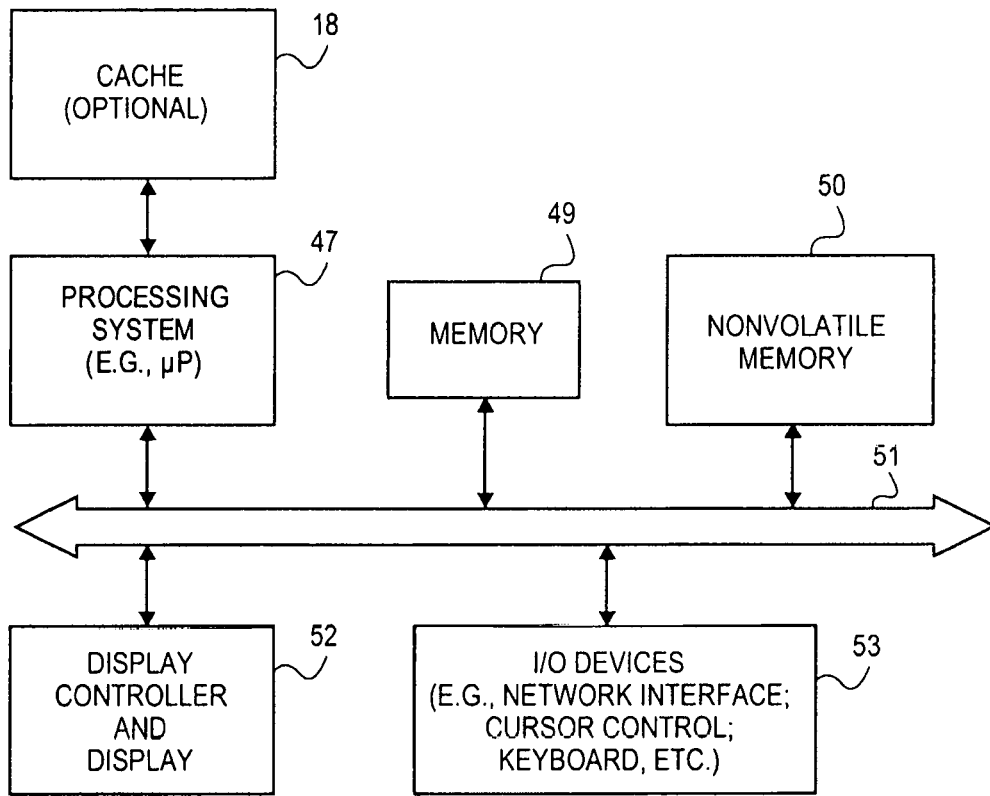 18
CACHE
(OPTIONAL)
47
PROCESSING
SYSTEM
(E.G., µP)
49
MEMORY
50
NONVOLATILE
MEMORY
51
52
DISPLAY
CONTROLLER
AND
DISPLAY
53
I/O DEVICES
(E.G., NETWORK INTERFACE;
CURSOR CONTROL;
KEYBOARD, ETC.)